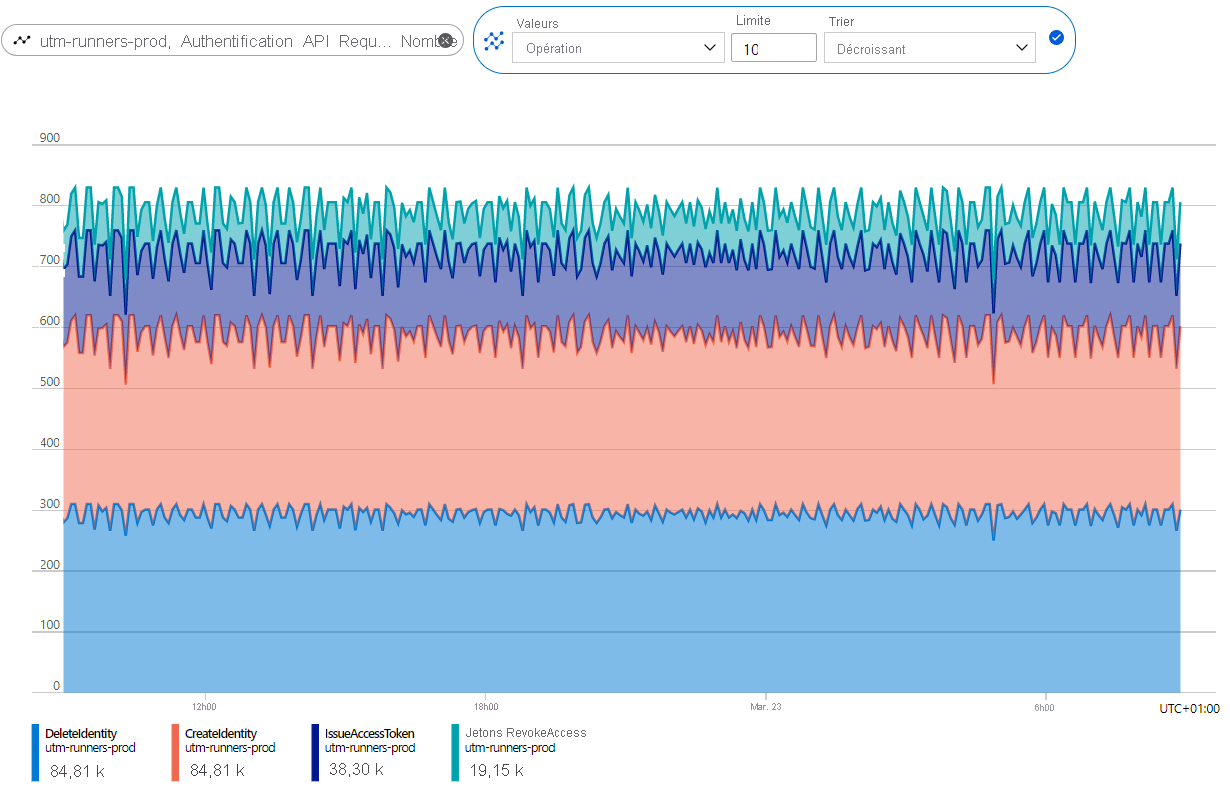 utm-runners-prod, Authentification API Requ... Nombre
Valeurs
Limite
Trier
Opération
10
Décroissant
900
800
700
600
500
400
300
200
100
0
12h00
18h00
Mar. 23
6h00
UTC+01:00
DeleteIdentity
utm-runners-prod
84,81 k
CreateIdentity
utm-runners-prod
84,81 k
IssueAccessToken
utm-runners-prod
38,30 k
Jetons RevokeAccess
utm-runners-prod
19,15 k